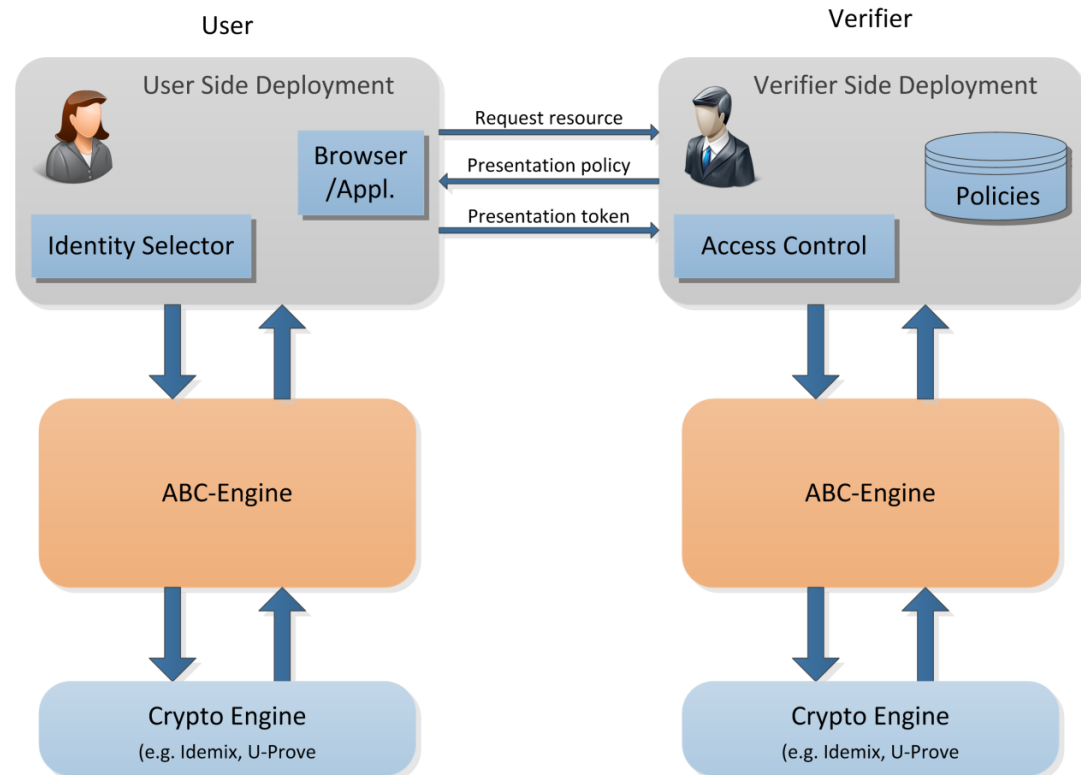 User
Verifier
User Side Deployment
Verifier Side Deployment
Request resource
Browser
/Appl.
Presentation policy
Policies
Presentation token
Identity Selector
Access Control
ABC-Engine
ABC-Engine
Crypto Engine
(e.g. Idemix, U-Prove
Crypto Engine
(e.g. Idemix, U-Prove